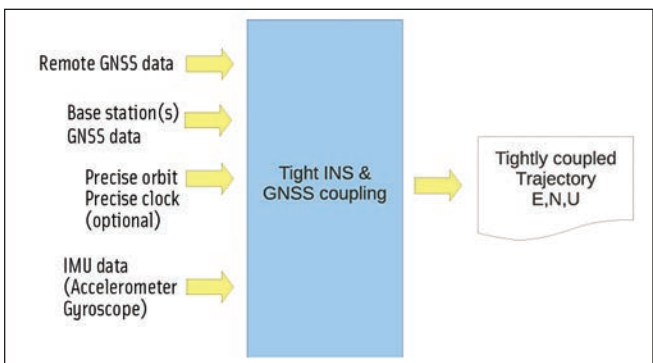 Remote GNSS data
Base station(s)
GNSS data
Precise orbit
Precise clock
(optional)
IMU data
(Accelerometer
Gyroscope)
Tight INS &
GNSS coupling
Tightly coupled
Trajectory
E,N,U